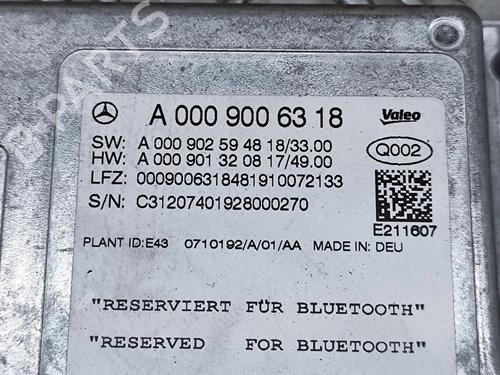 B-PARTS
A 000 900 6318
Valeo
SW: A 000 902 59 48 18/33.00
HW: A 000 901 32 08 17/49.00
Q002
LFZ: 0009006318481910072133
S/N: C31207401928000270
E211607
PLANT ID:E43 0710192/A/01/AA MADE IN: DEU
"RESERVIERT FÜR BLUETOOTH"
"RESERVED FOR BLUETOOTH"